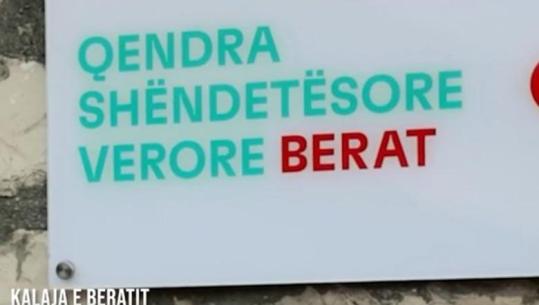 QENDRA
SHËNDETËSORE
VERORE BERAT
KALAJA E BERATIT